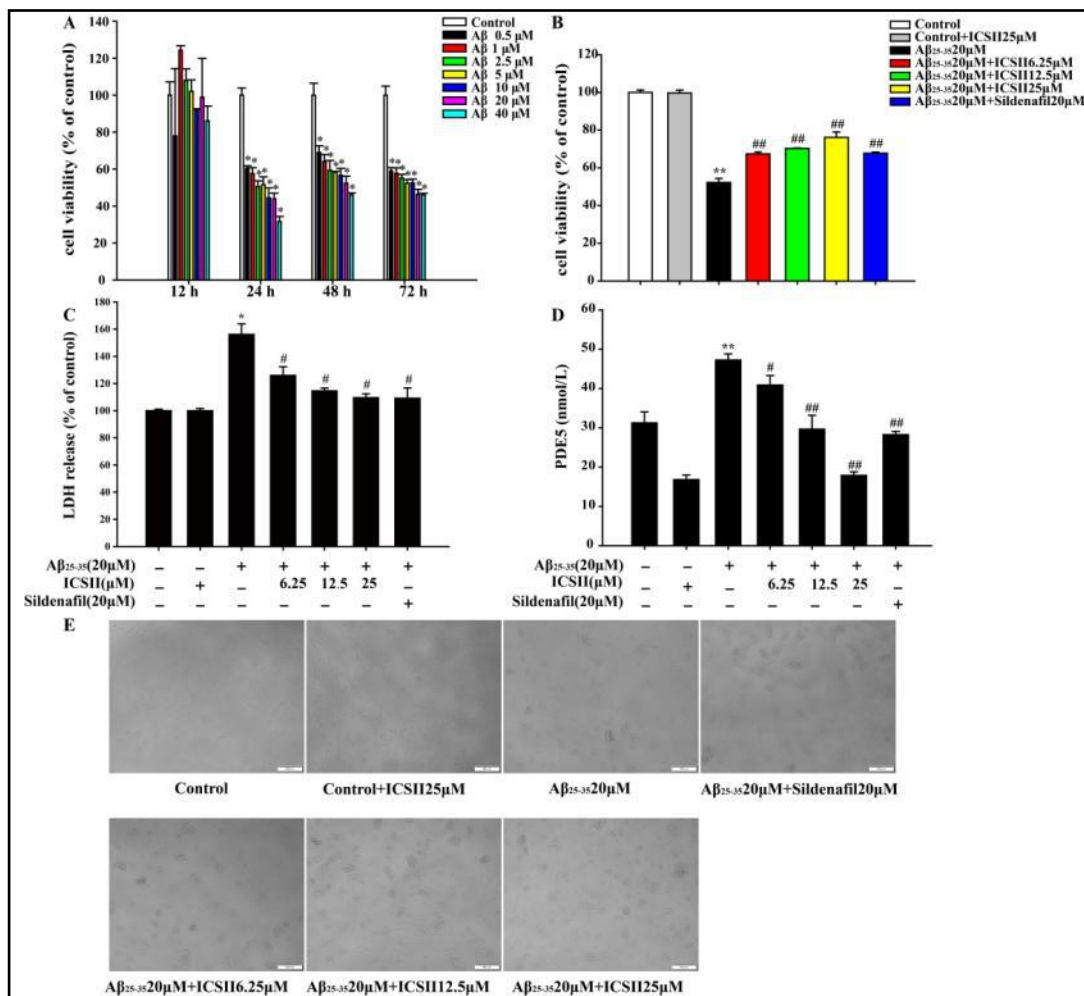 A
cell viability (% of control)
120
100
80
60
40
20
0
12 h 24 h 48 h 72 h
* * * * * * *
* * * * * * *
* * * * * * *
Control
Aβ 0.5 μM
Aβ 1 μM
Aβ 2.5 μM
Aβ 5 μM
Aβ 10 μM
Aβ 20 μM
Aβ 40 μM
B
cell viability (% of control)
120
100
80
60
40
20
0
** ## ## ## ##
Control
Control+ICSII25μM
Aβ25-3520μM
Aβ25-3520μM+ICSII6.25μM
Aβ25-3520μM+ICSII12.5μM
Aβ25-3520μM+ICSII25μM
Aβ25-3520μM+Sildenafil20μM
C
LDH release (% of control)
180
160
140
120
100
80
60
40
20
0
* # # # #
Aβ25-35(20μM) – – + + + + +
ICSII(μM) – + – 6.25 12.5 25 –
Sildenafil(20μM) – – – – – – +
D
PDE5 (nmol/L)
60
50
40
30
20
10
0
** # ## ## ##
Aβ25-35(20μM) – – + + + + +
ICSII(μM) – + – 6.25 12.5 25 –
Sildenafil(20μM) – – – – – – +
E
Control
Control+ICSII25μM
Aβ25-3520μM
Aβ25-3520μM+Sildenafil20μM
Aβ25-3520μM+ICSII6.25μM
Aβ25-3520μM+ICSII12.5μM
Aβ25-3520μM+ICSII25μM